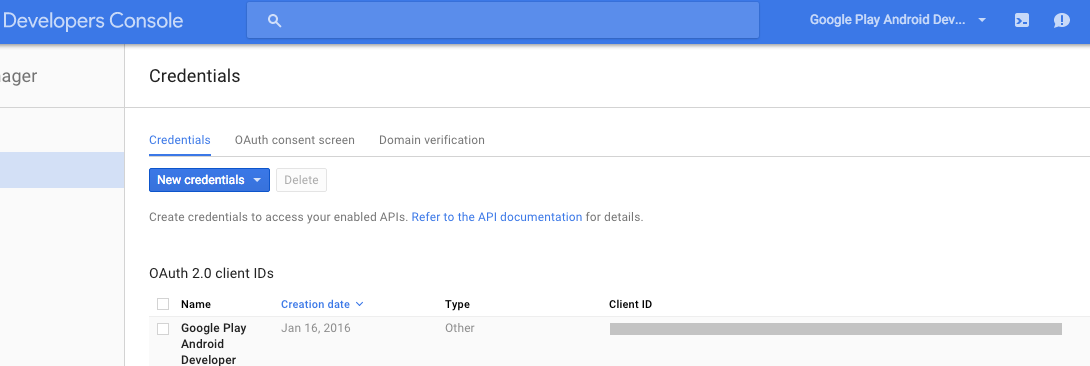 Developers Console
Google Play Android Dev...
nager
Credentials
Credentials OAuth consent screen Domain verification
New credentials Delete
Create credentials to access your enabled APIs. Refer to the API documentation for details.
OAuth 2.0 client IDs
Name Creation date Type Client ID
Google Play Jan 16, 2016 Other
Android
Developer